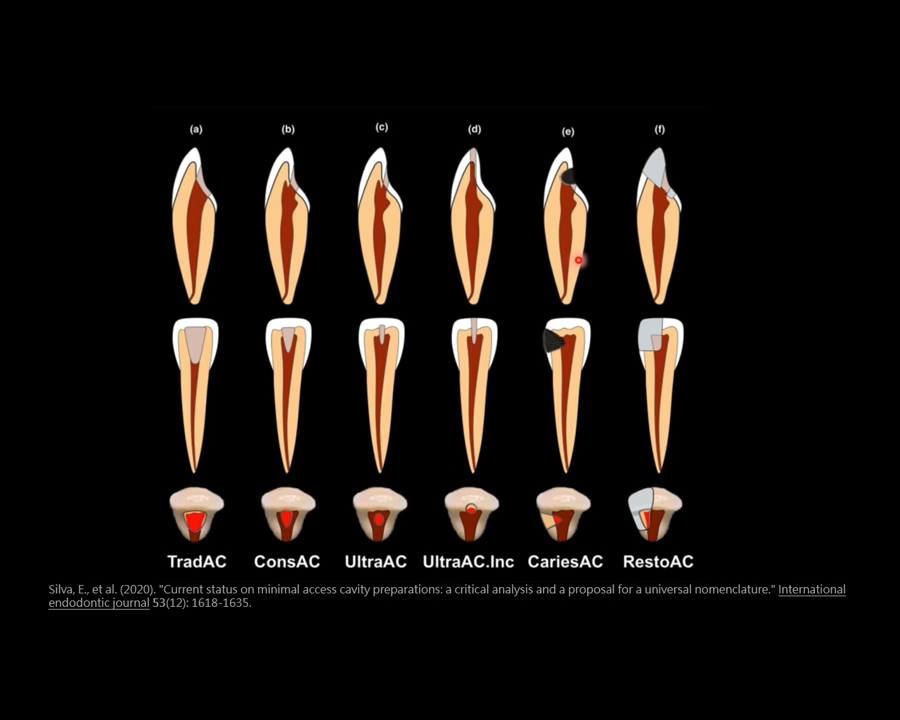 (a) (b) (c) (d) (e) (f)
TradAC ConsAC UltraAC UltraAC.Inc CariesAC RestoAC
Silva, E., et al. (2020). "Current status on minimal access cavity preparations: a critical analysis and a proposal for a universal nomenclature." International
endodontic journal 53(12): 1618-1635.